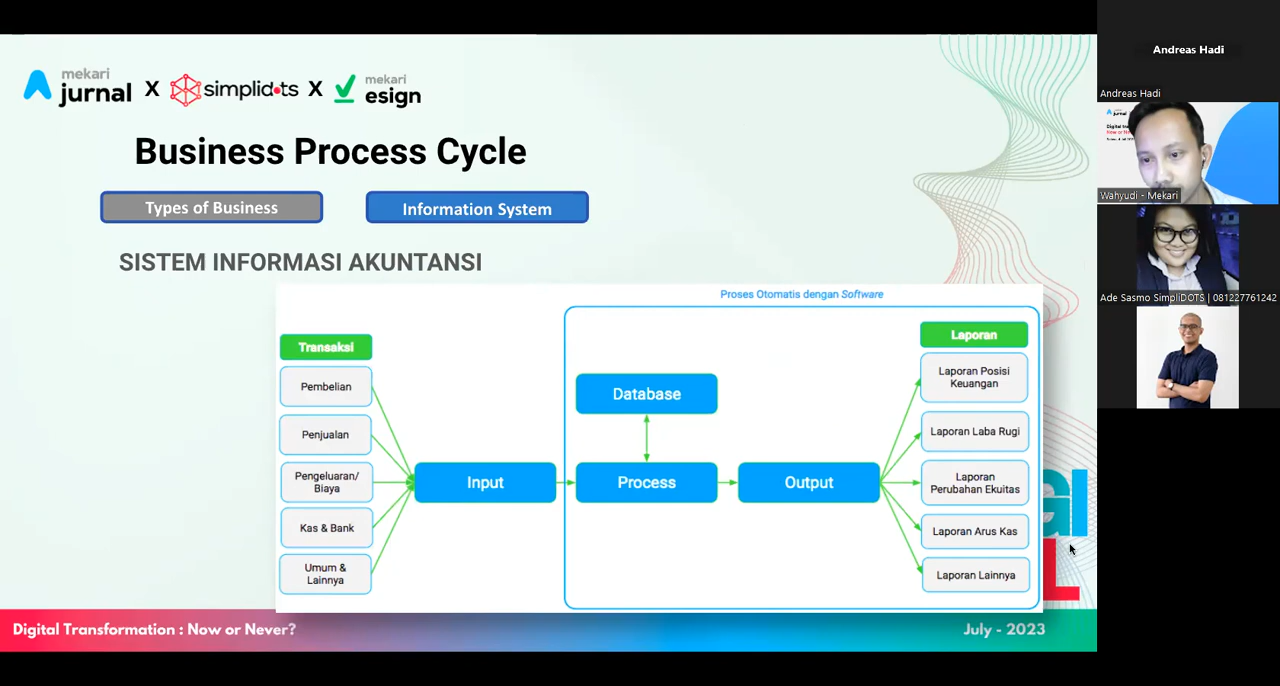 mekari
jurnal
X
simplidots
X
mekari
esign
Business Process Cycle
Types of Business
Information System
SISTEM INFORMASI AKUNTANSI
Proses Otomatis dengan Software
Transaksi
Pembelian
Penjualan
Pengeluaran/
Biaya
Kas & Bank
Umum &
Lainnya
Input
Database
Process
Output
Laporan
Laporan Posisi
Keuangan
Laporan Laba Rugi
Laporan
Perubahan Ekuitas
Laporan Arus Kas
Laporan Lainnya
Digital Transformation : Now or Never?
July - 2023
Andreas Hadi
Andreas Hadi
jurnal
Wahyudi - Mekari
Ade Sasmo SimpliDOTS | 081227761242